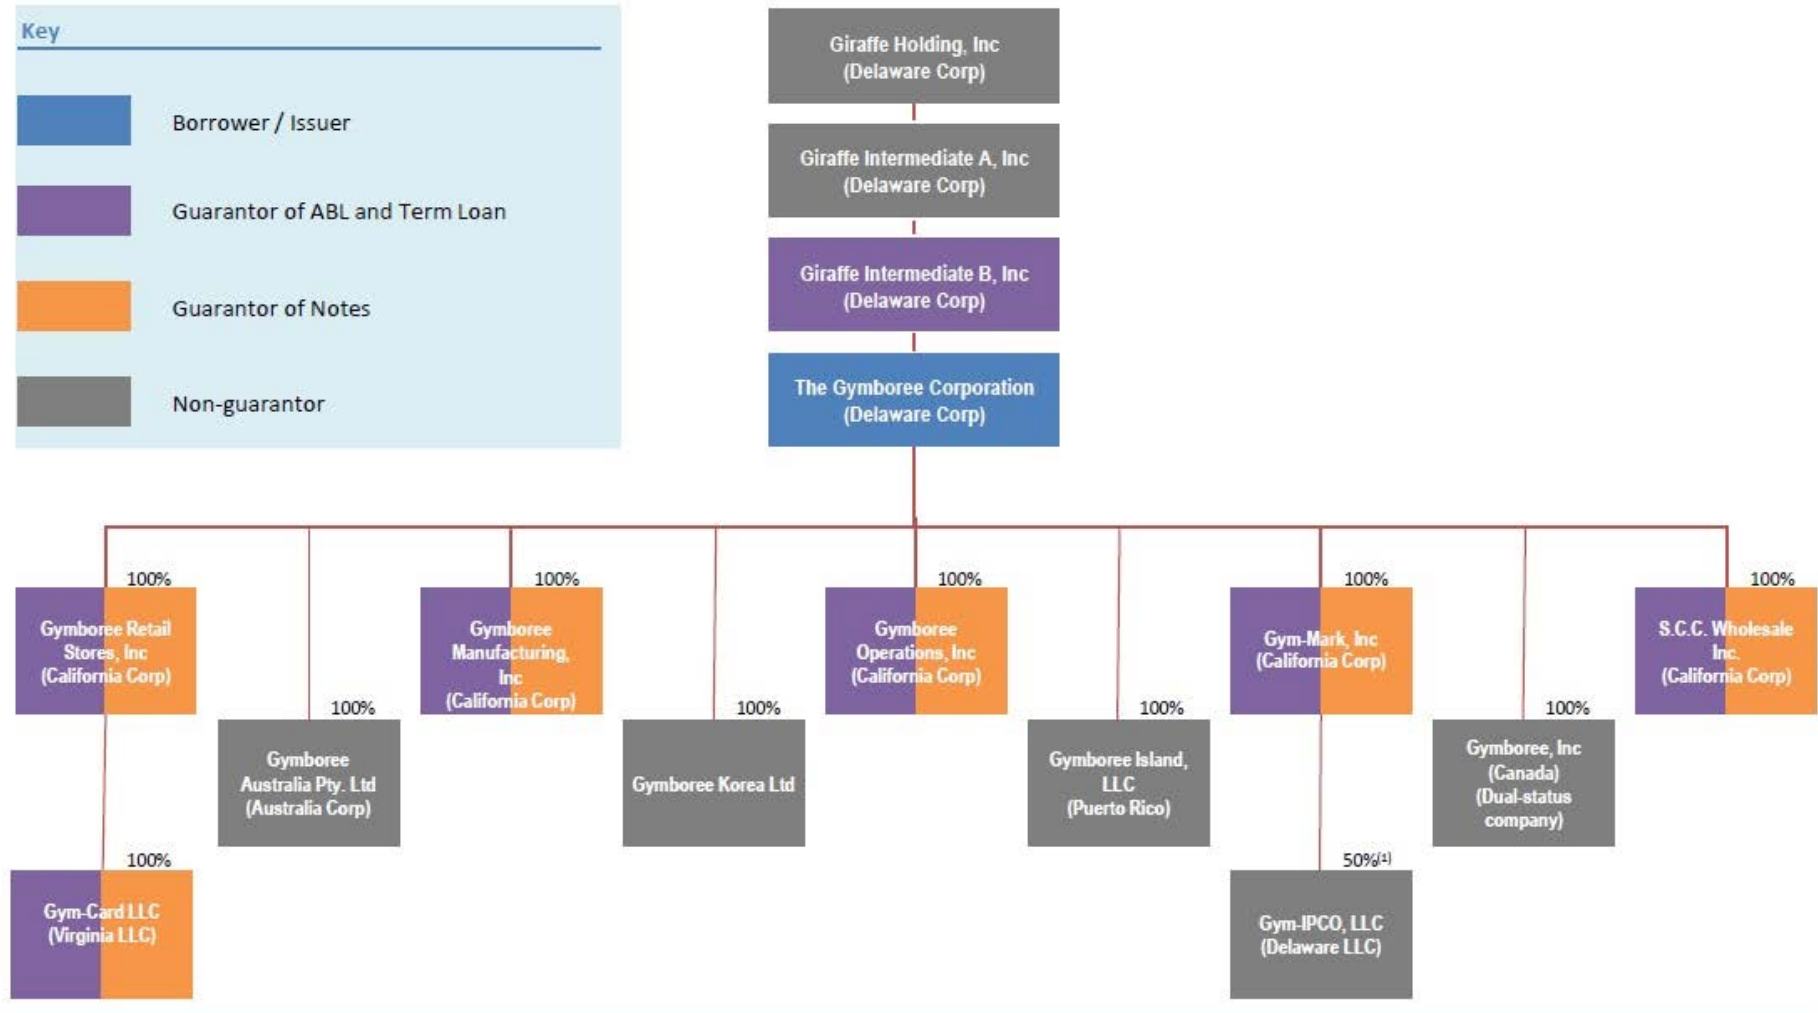 Key
Borrower / Issuer
Guarantor of ABL and Term Loan
Guarantor of Notes
Non-guarantor
Giraffe Holding, Inc
(Delaware Corp)
Giraffe Intermediate A, Inc
(Delaware Corp)
Giraffe Intermediate B, Inc
(Delaware Corp)
The Gymboree Corporation
(Delaware Corp)
100%
Gymboree Retail
Stores, Inc
(California Corp)
100%
Gymboree
Manufacturing,
Inc
(California Corp)
100%
Gymboree
Operations, Inc
(California Corp)
100%
Gym-Mark, Inc
(California Corp)
100%
S.C.C. Wholesale
Inc.
(California Corp)
100%
Gymboree
Australia Pty. Ltd
(Australia Corp)
100%
Gymboree Korea Ltd
100%
Gymboree Island,
LLC
(Puerto Rico)
100%
Gymboree, Inc
(Canada)
(Dual-status
company)
100%
Gym-Card LLC
(Virginia LLC)
50%(1)
Gym-IPCO, LLC
(Delaware LLC)